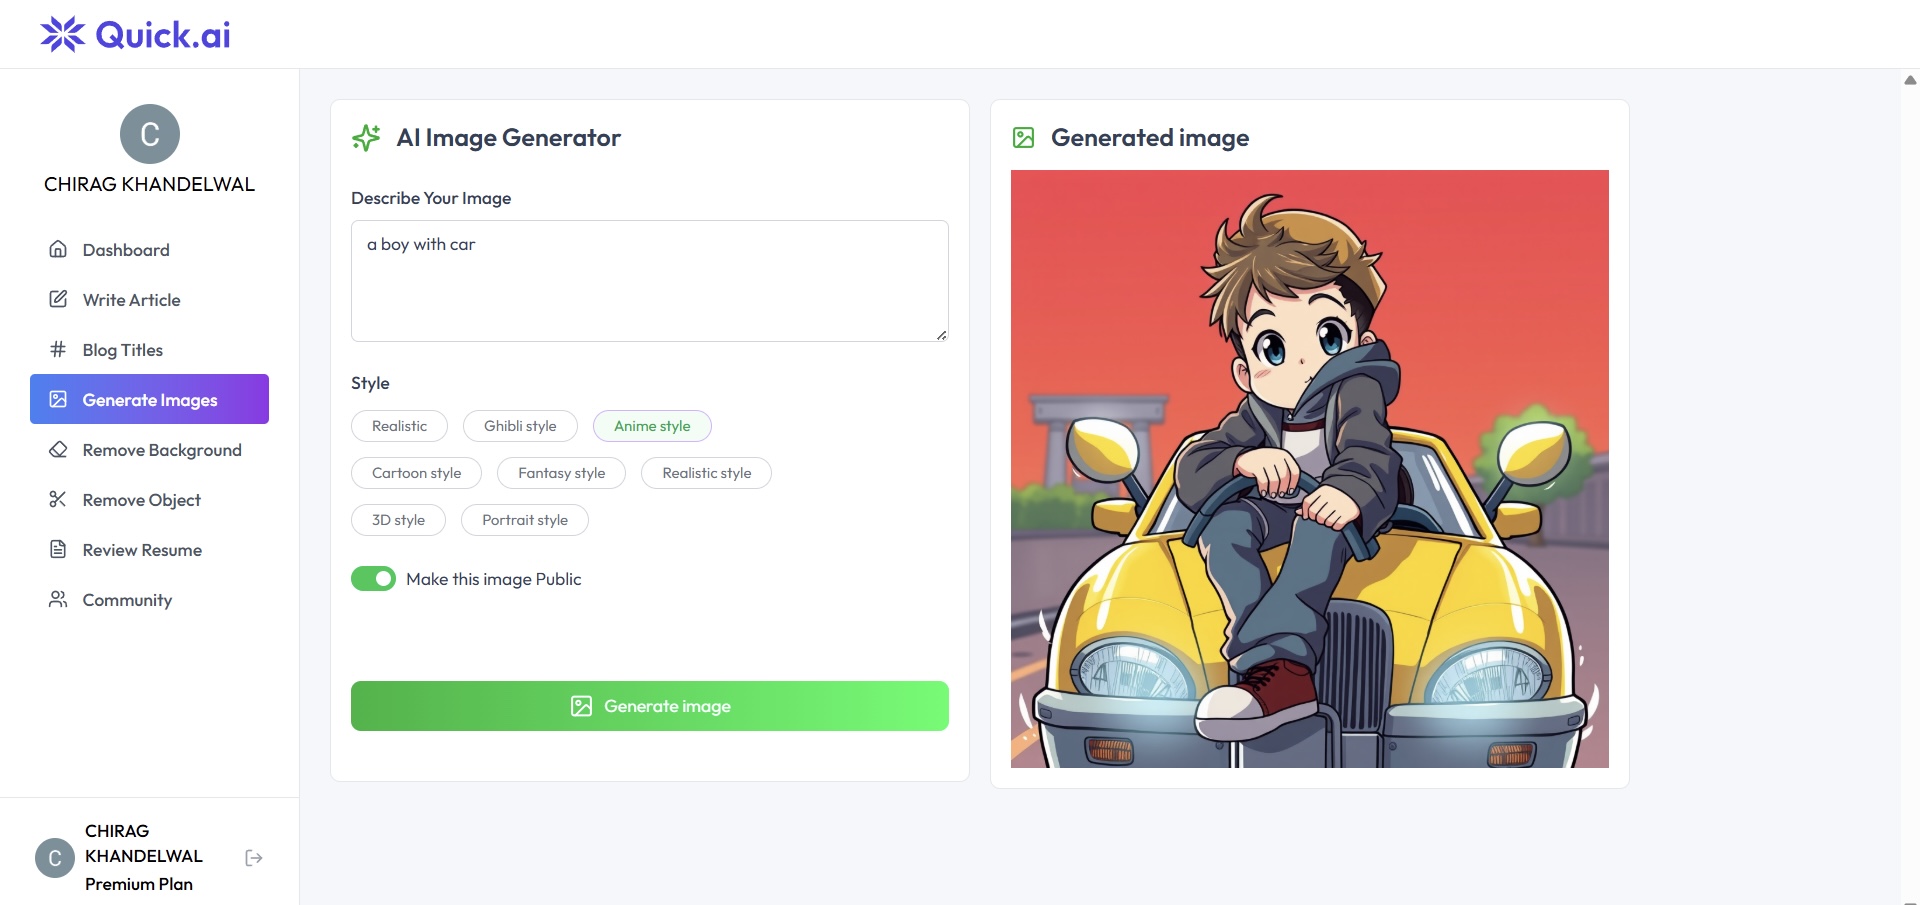 Quick.ai
C
CHIRAG KHANDELWAL
Dashboard
Write Article
Blog Titles
Generate Images
Remove Background
Remove Object
Review Resume
Community
C
CHIRAG
KHANDELWAL
Premium Plan
AI Image Generator
Describe Your Image
a boy with car
Style
Realistic
Ghibli style
Anime style
Cartoon style
Fantasy style
Realistic style
3D style
Portrait style
Make this image Public
Generate image
Generated image